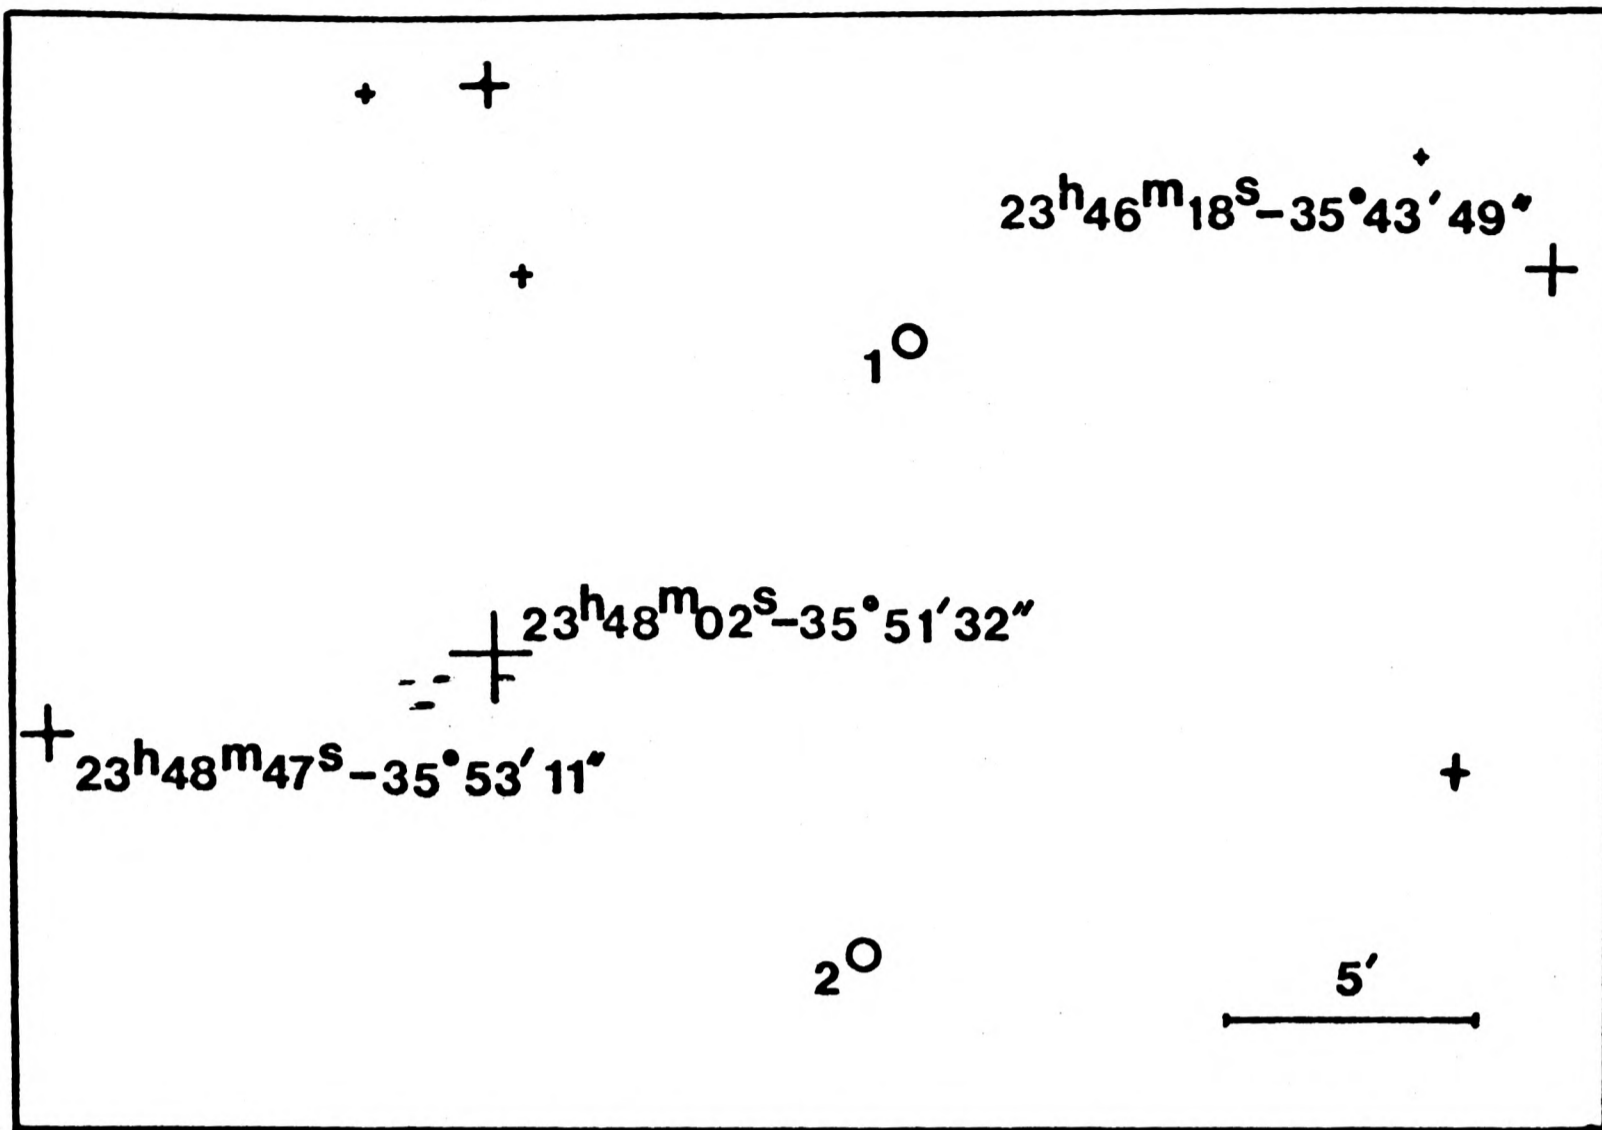 23ʰ46ᵐ18ˢ–35°43′49″
1
23ʰ48ᵐ02ˢ–35°51′32″
23ʰ48ᵐ47ˢ–35°53′11″
2
5′